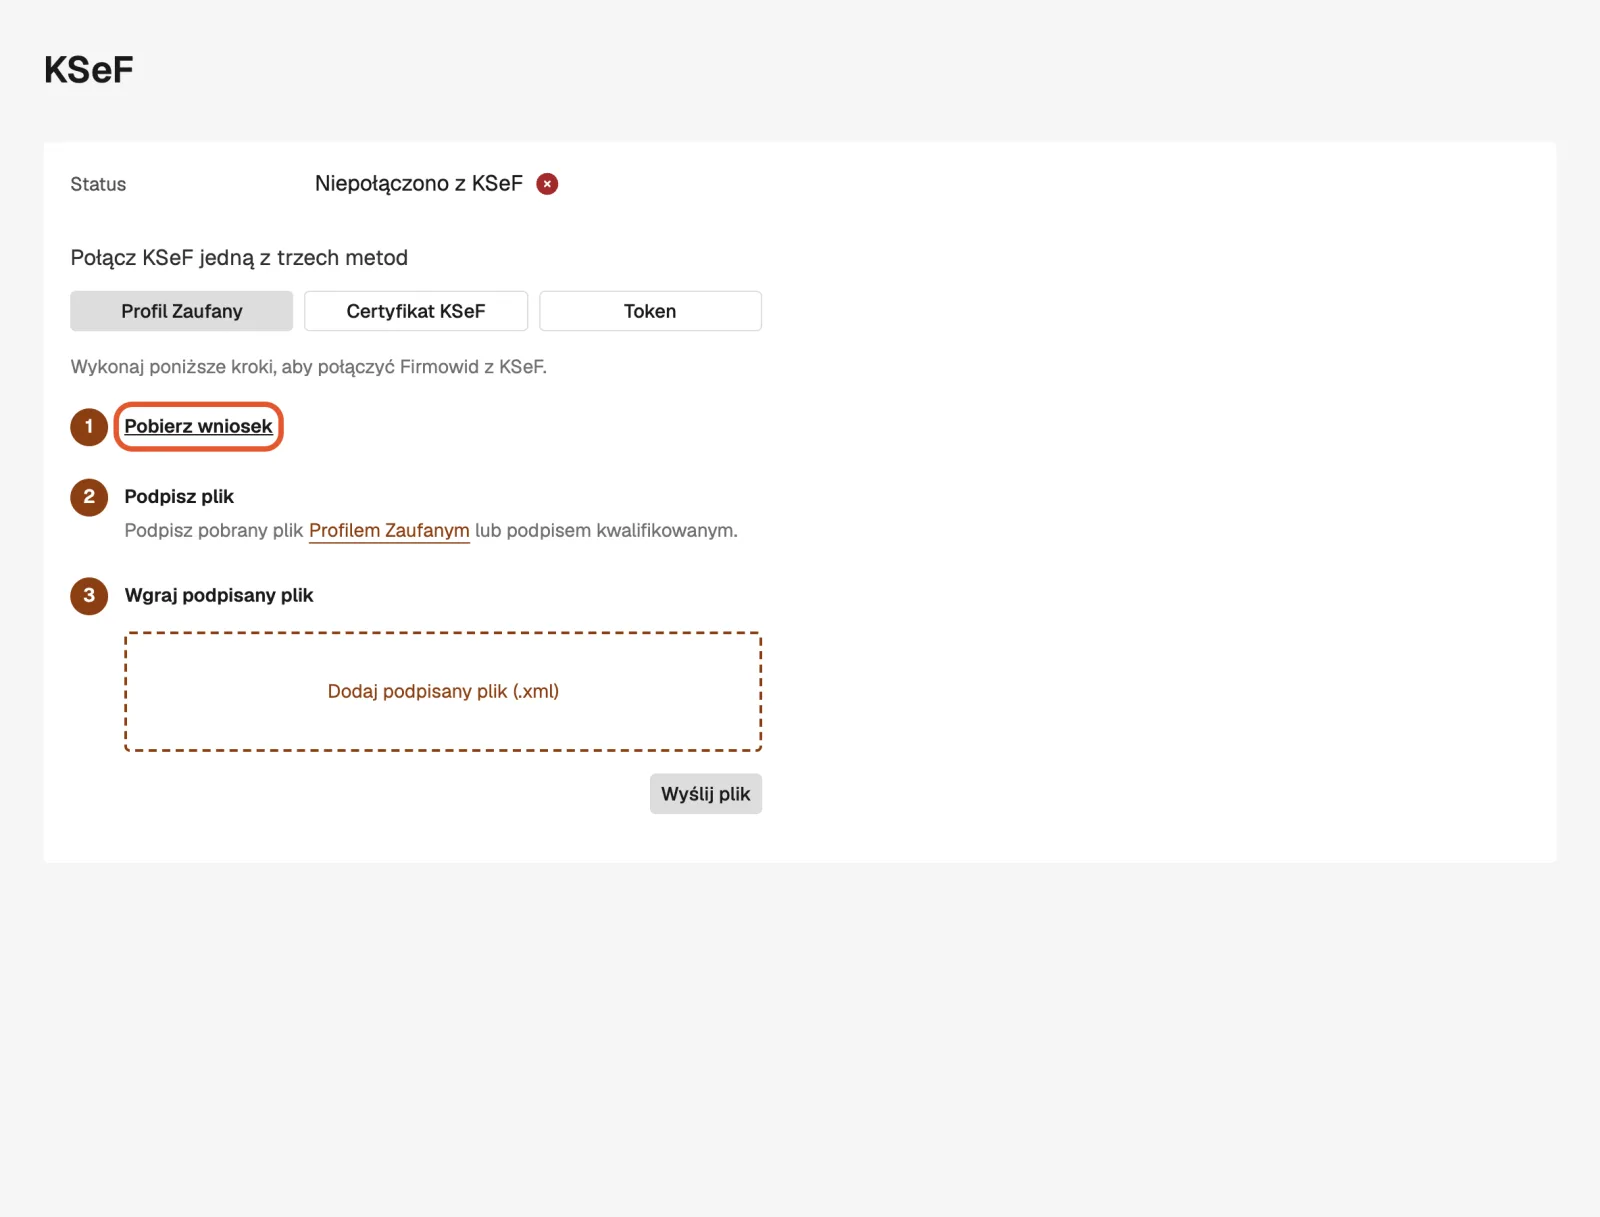 KSeF
Status
Niepołączono z KSeF
Połącz KSeF jedną z trzech metod
Profil Zaufany
Certyfikat KSeF
Token
Wykonaj poniższe kroki, aby połączyć Firmowid z KSeF.
1 Pobierz wniosek
2 Podpisz plik
Podpisz pobrany plik Profilem Zaufanym lub podpisem kwalifikowanym.
3 Wgraj podpisany plik
Dodaj podpisany plik (.xml)
Wyślij plik